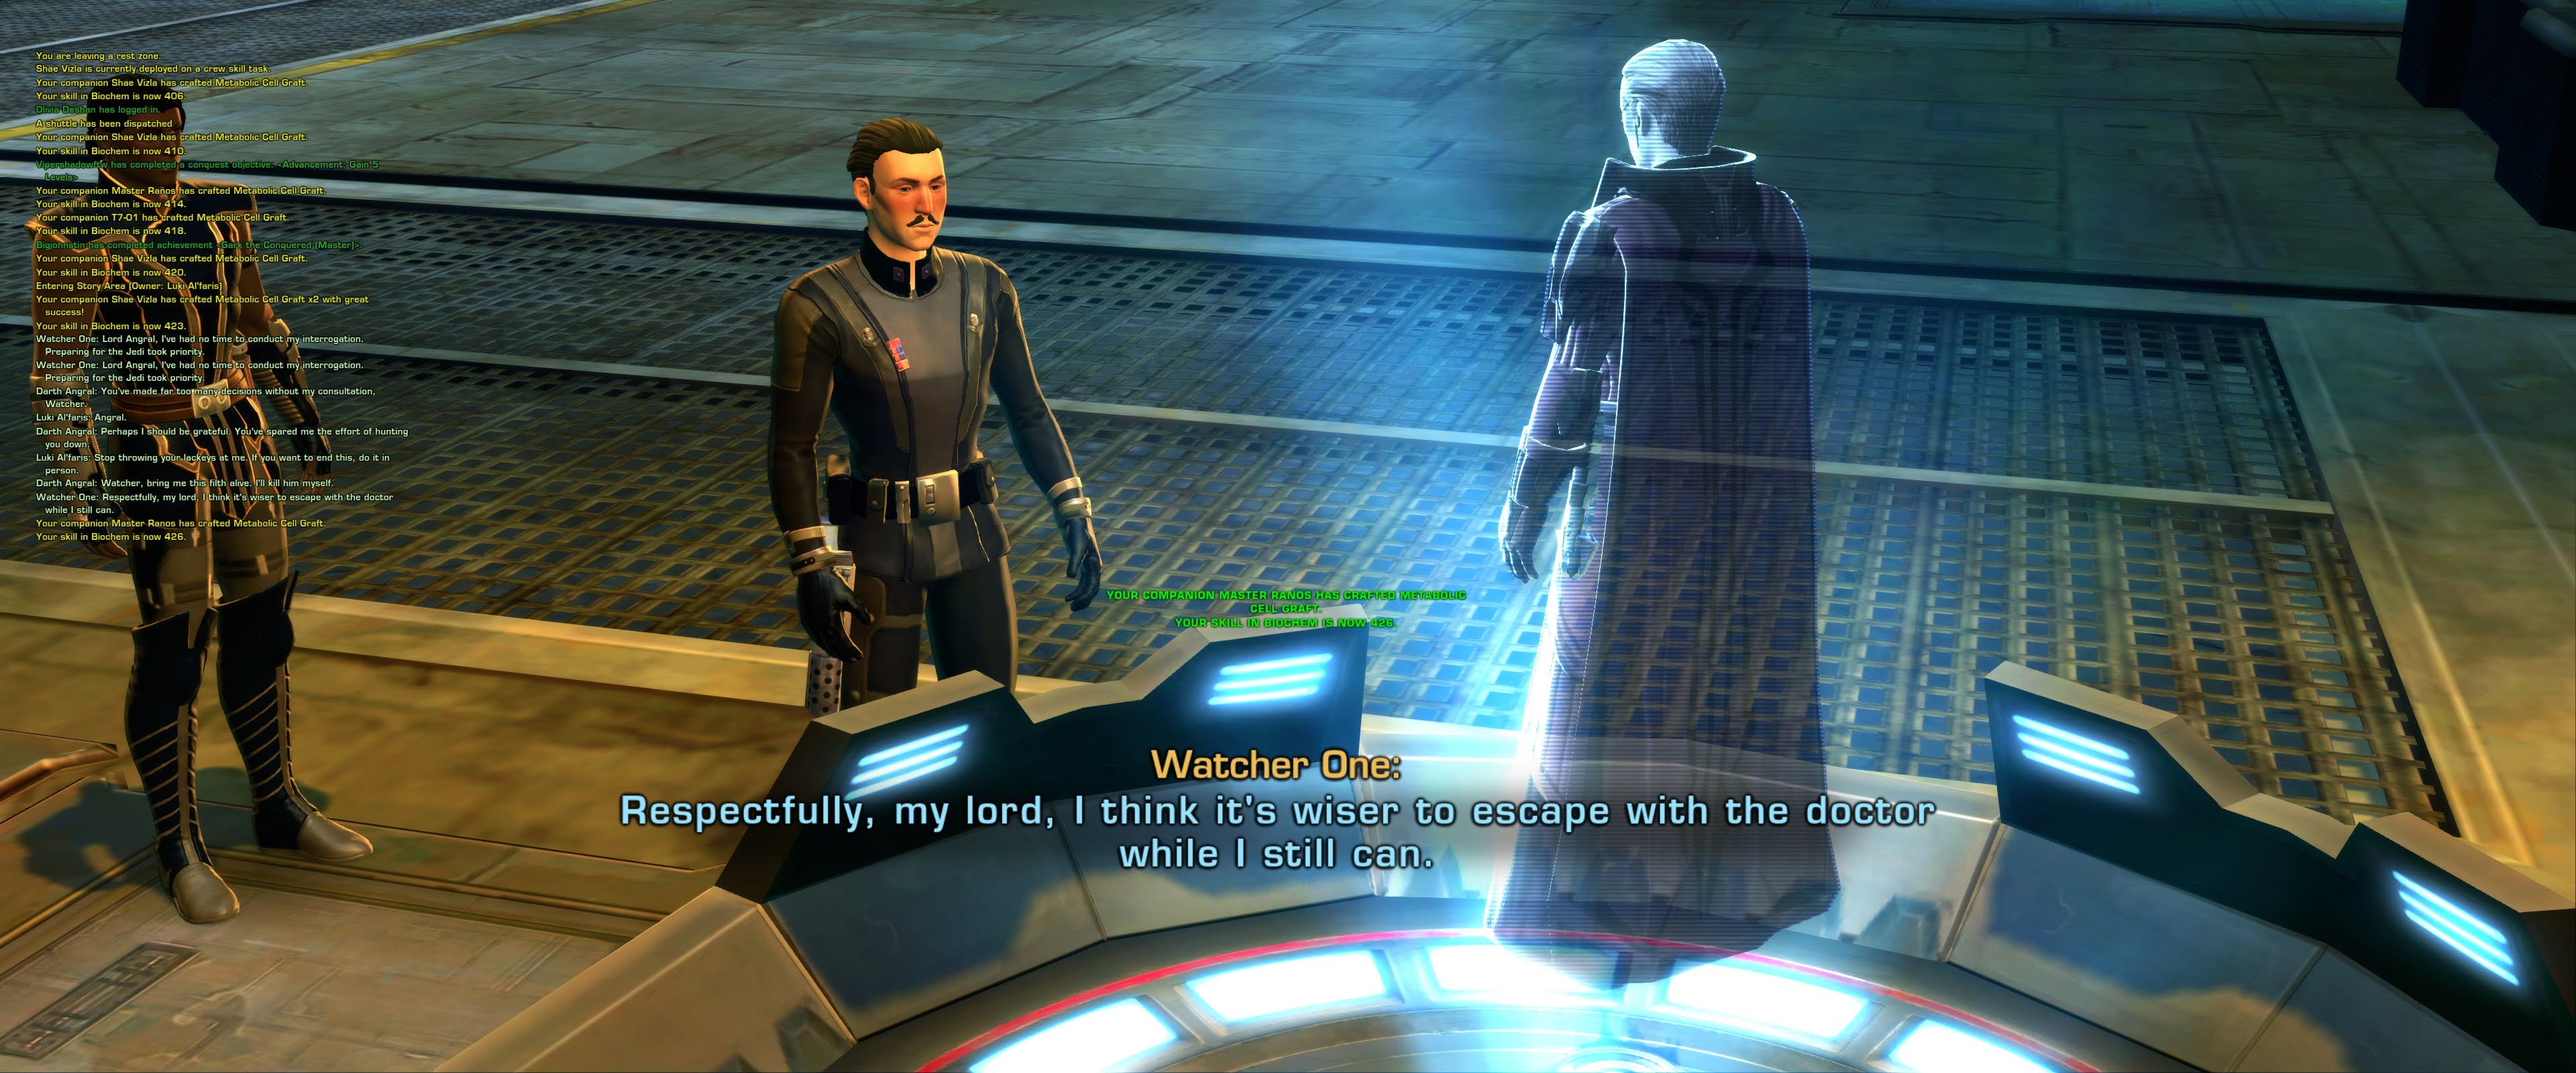 You are leaving a rest zone.
Shae Vizla is currently deployed on a crew skill task.
Your companion Shae Vizla has crafted Metabolic Cell Graft.
Your skill in Biochem is now 406.
Olivia Deshan has logged in.
A shuttle has been dispatched
Your companion Shae Vizla has crafted Metabolic Cell Graft.
Your skill in Biochem is now 410.
has completed a conquest objective: <Advancement: Gain 5
Levels>
Your companion Master Ranos has crafted Metabolic Cell Graft.
Your skill in Biochem is now 414.
Your companion T7-O1 has crafted Metabolic Cell Graft.
Your skill in Biochem is now 418.
Bigjohnstin has completed achievement <Gark the Conquered (Master)>.
Your companion Shae Vizla has crafted Metabolic Cell Graft.
Your skill in Biochem is now 420.
Entering Story Area (Owner: Luki Al'faris)
Your companion Shae Vizla has crafted Metabolic Cell Graft x2 with great
success!
Your skill in Biochem is now 423.
Watcher One: Lord Angral, I've had no time to conduct my interrogation.
Preparing for the Jedi took priority.
Watcher One: Lord Angral, I've had no time to conduct my interrogation.
Preparing for the Jedi took priority.
Darth Angral: You've made far too many decisions without my consultation,
Watcher.
Luki Al'faris: Angral.
Darth Angral: Perhaps I should be grateful. You've spared me the effort of hunting
you down.
Luki Al'faris: Stop throwing your lackeys at me. If you want to end this, do it in
person.
Darth Angral: Watcher, bring me this filth alive. I'll kill him myself.
Watcher One: Respectfully, my lord, I think it's wiser to escape with the doctor
while I still can.
Your companion Master Ranos has crafted Metabolic Cell Graft.
Your skill in Biochem is now 426.
YOUR COMPANION MASTER RANOS HAS CRAFTED METABOLIC
CELL GRAFT.
YOUR SKILL IN BIOCHEM IS NOW 426.
Watcher One:
Respectfully, my lord, I think it's wiser to escape with the doctor
while I still can.